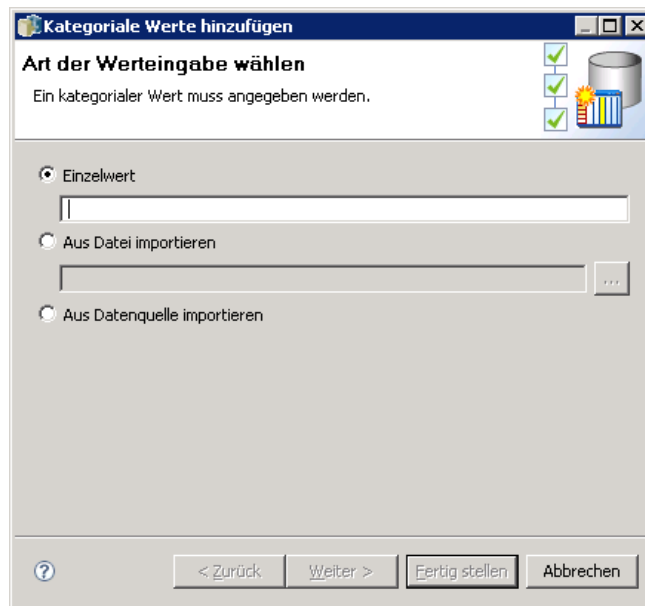 Kategoriale Werte hinzufügen
Art der Werteingabe wählen
Ein kategorialer Wert muss angegeben werden.
Einzelwert
Aus Datei importieren
...
Aus Datenquelle importieren
? < Zurück Weiter > Fertig stellen Abbrechen